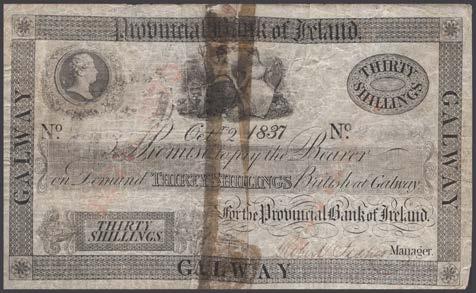 Provincial Bank of Ireland.
THIRTY
SHILLINGS
GALWAY
GALWAY
No
2 1837
No
Promise to pay the Bearer
on Demand THIRTY SHILLINGS British at Galway
For the Provincial Bank of Ireland.
THIRTY
SHILLINGS
Manager.
GALWAY